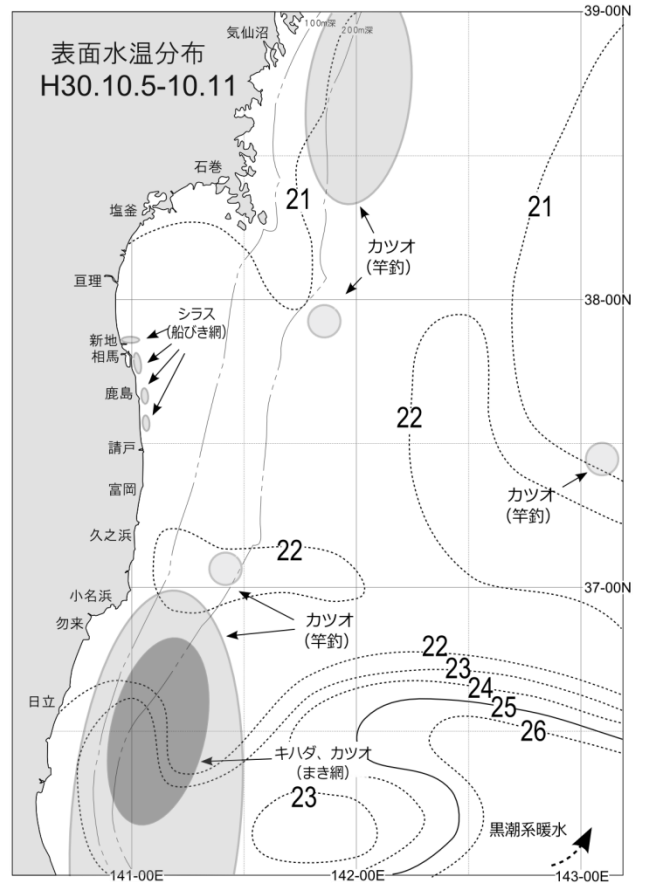 39-00N
100m深
200m深
気仙沼
表面水温分布
H30.10.5-10.11
石巻
21
21
塩釜
カツオ
(竿釣)
亘理
38-00N
シラス
(船びき網)
新地
相馬
鹿島
22
請戸
カツオ
(竿釣)
富岡
久之浜
22
37-00N
小名浜
カツオ
(竿釣)
勿来
22
23
24
25
26
日立
キハダ、カツオ
(まき網)
23
黒潮系暖水
141-00E
142-00E
143-00E